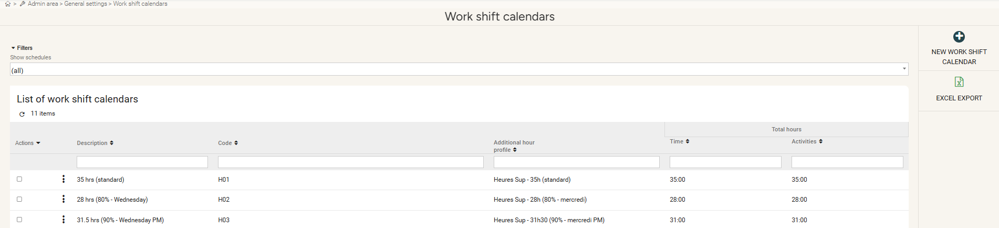 > Admin area > General settings > Work shift calendars
Work shift calendars
Filters
Show schedules
(all)
NEW WORK SHIFT
CALENDAR
EXCEL EXPORT
List of work shift calendars
11 items
Total hours
Actions Description Code Additional hour profile Time Activities
35 hrs (standard) H01 Heures Sup - 35h (standard) 35:00 35:00
28 hrs (80% - Wednesday) H02 Heures Sup - 28h (80% - mercredi) 28:00 28:00
31.5 hrs (90% - Wednesday PM) H03 Heures Sup - 31h30 (90% - mercredi PM) 31:00 31:00